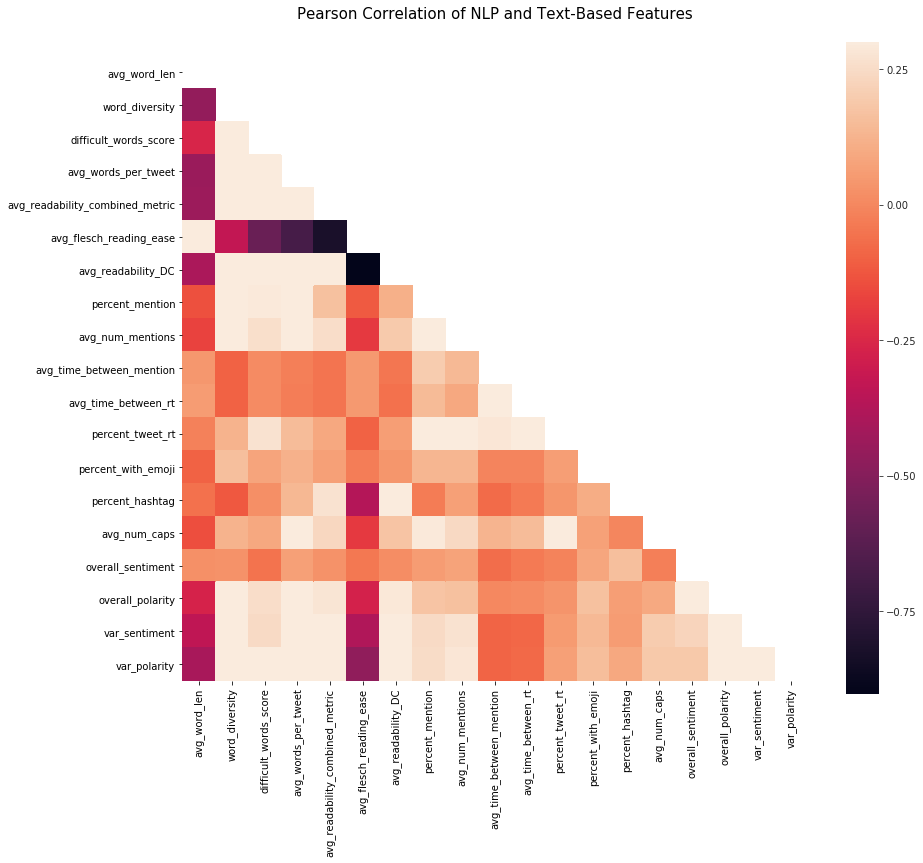 Pearson Correlation of NLP and Text-Based Features
avg_word_len
word_diversity
difficult_words_score
avg_words_per_tweet
avg_readability_combined_metric
avg_flesch_reading_ease
avg_readability_DC
percent_mention
avg_num_mentions
avg_time_between_mention
avg_time_between_rt
percent_tweet_rt
percent_with_emoji
percent_hashtag
avg_num_caps
overall_sentiment
overall_polarity
var_sentiment
var_polarity
avg_word_len
word_diversity
difficult_words_score
avg_words_per_tweet
avg_readability_combined_metric
avg_flesch_reading_ease
avg_readability_DC
percent_mention
avg_num_mentions
avg_time_between_mention
avg_time_between_rt
percent_tweet_rt
percent_with_emoji
percent_hashtag
avg_num_caps
overall_sentiment
overall_polarity
var_sentiment
var_polarity
0.25
0.00
−0.25
−0.50
−0.75